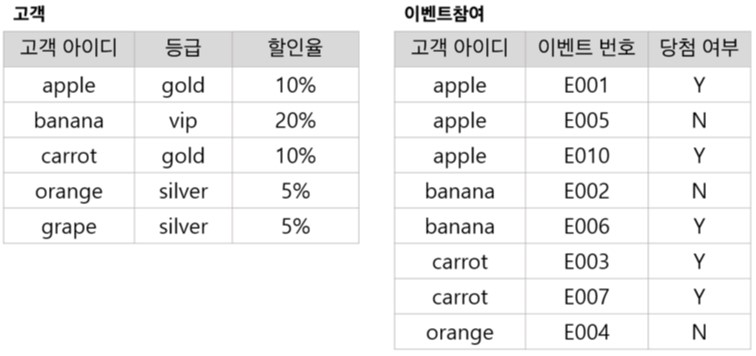 고객
고객 아이디 등급 할인율
apple gold 10%
banana vip 20%
carrot gold 10%
orange silver 5%
grape silver 5%
이벤트참여
고객 아이디 이벤트 번호 당첨 여부
apple E001 Y
apple E005 N
apple E010 Y
banana E002 N
banana E006 Y
carrot E003 Y
carrot E007 Y
orange E004 N